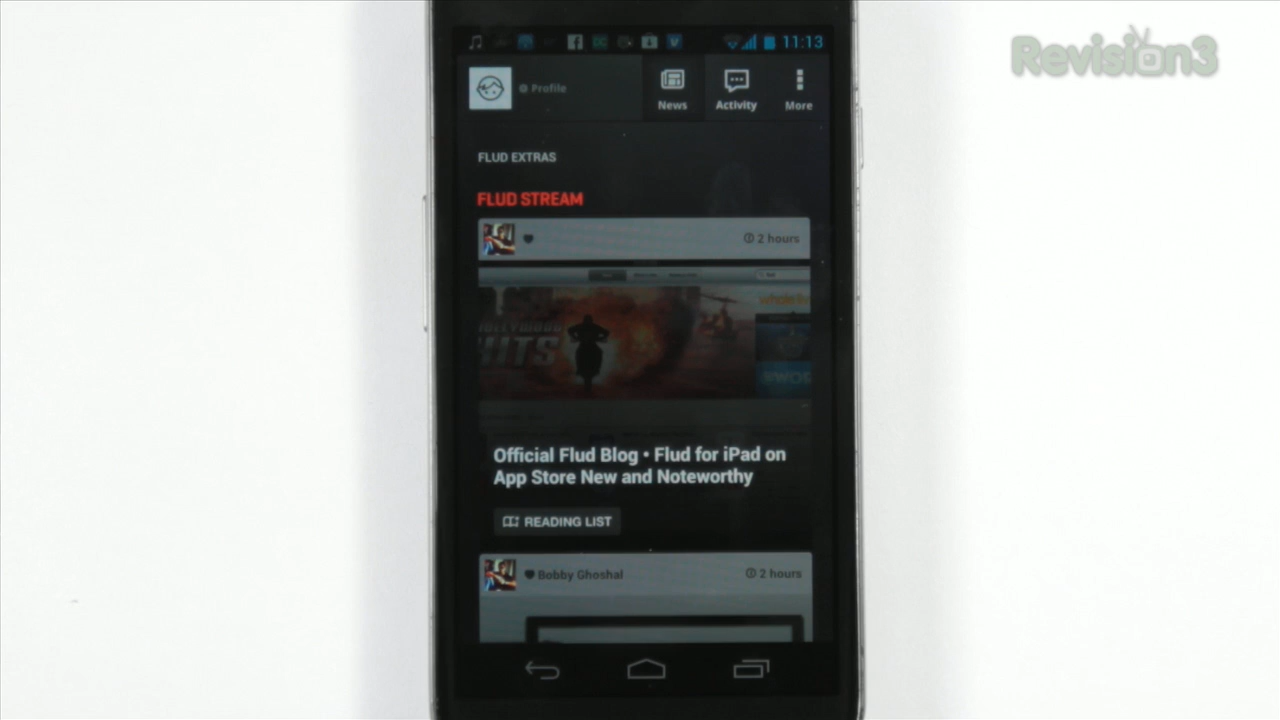 Revision3
11:13
Profile
News
Activity
More
FLUD EXTRAS
FLUD STREAM
2 hours
HITS
Official Flud Blog • Flud for iPad on
App Store New and Noteworthy
READING LIST
Bobby Ghoshal
2 hours